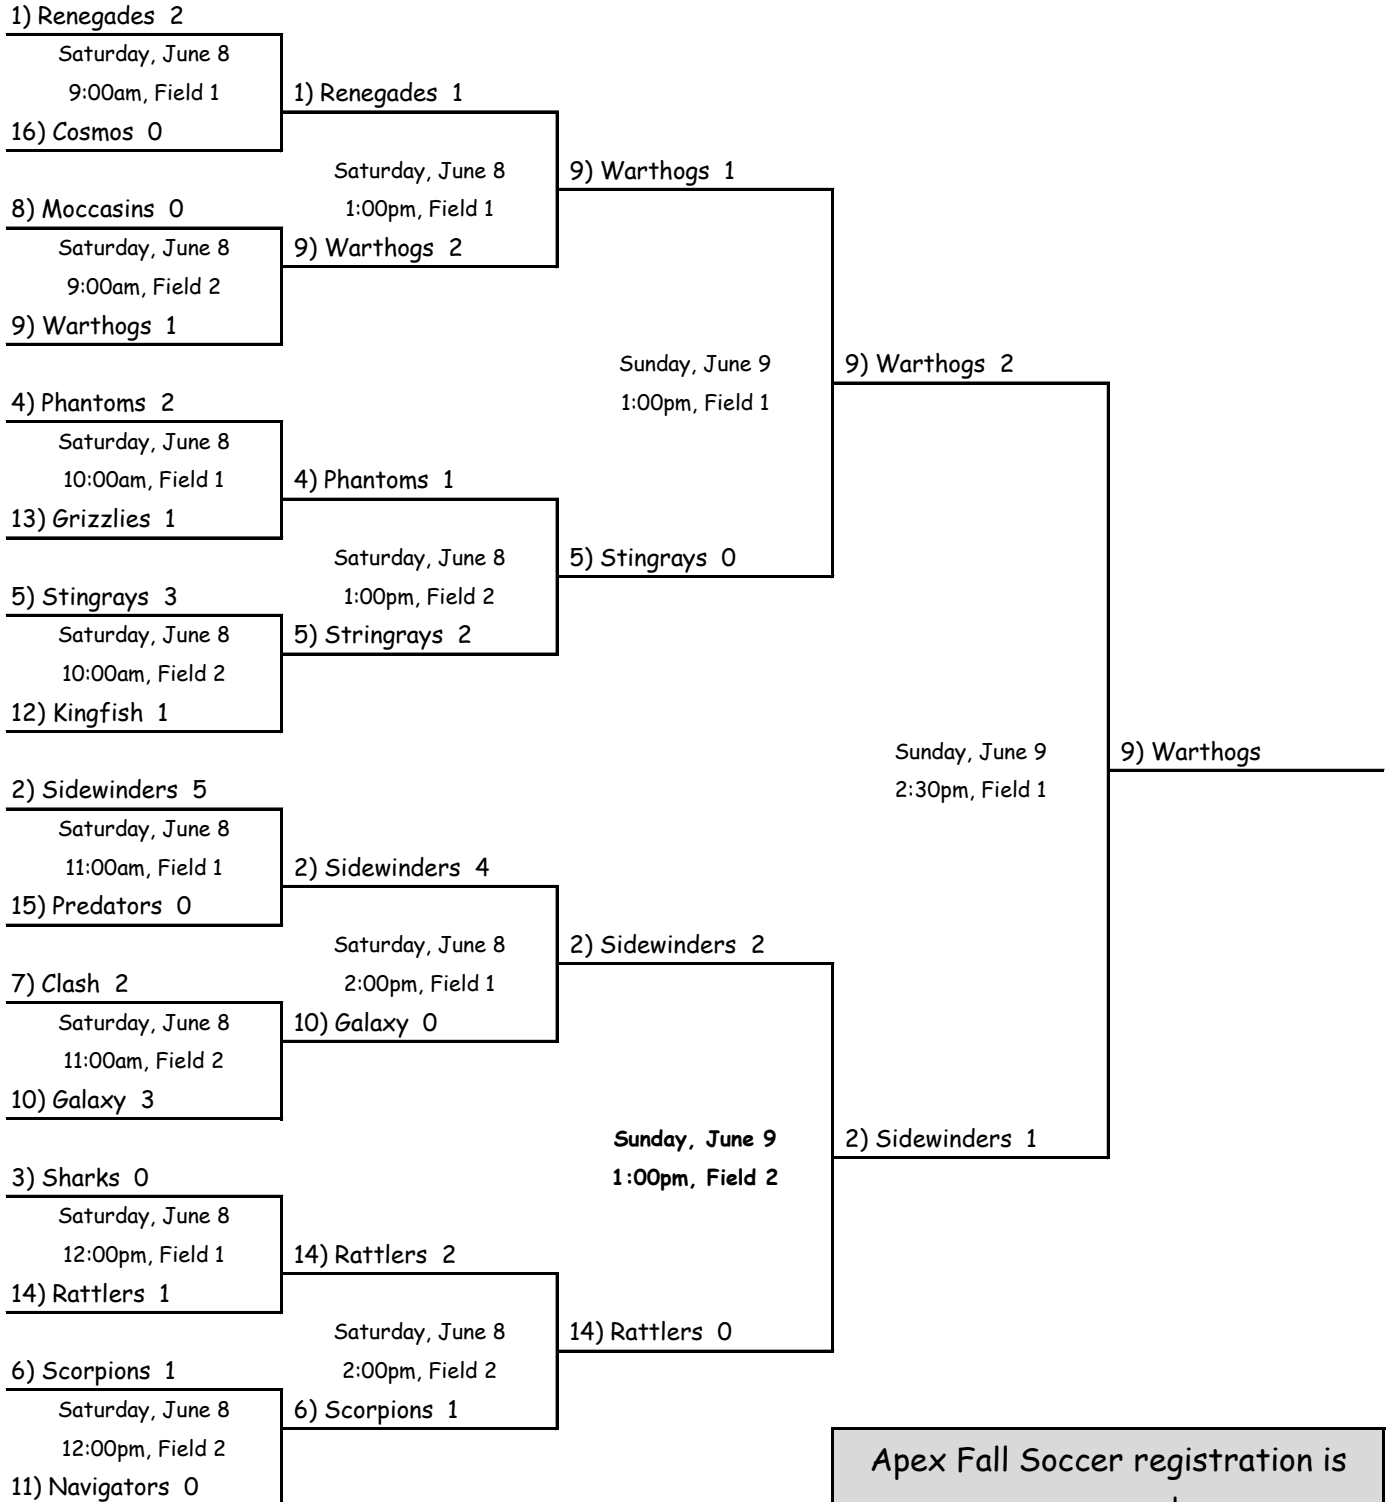 1) Renegades 2
Saturday, June 8
9:00am, Field 1
16) Cosmos 0
8) Moccasins 0
Saturday, June 8
9:00am, Field 2
9) Warthogs 1
4) Phantoms 2
Saturday, June 8
10:00am, Field 1
13) Grizzlies 1
5) Stingrays 3
Saturday, June 8
10:00am, Field 2
12) Kingfish 1
2) Sidewinders 5
Saturday, June 8
11:00am, Field 1
15) Predators 0
7) Clash 2
Saturday, June 8
11:00am, Field 2
10) Galaxy 3
3) Sharks 0
Saturday, June 8
12:00pm, Field 1
14) Rattlers 1
6) Scorpions 1
Saturday, June 8
12:00pm, Field 2
11) Navigators 0
1) Renegades 1
Saturday, June 8
1:00pm, Field 1
9) Warthogs 2
4) Phantoms 1
Saturday, June 8
1:00pm, Field 2
5) Stringrays 2
2) Sidewinders 4
Saturday, June 8
2:00pm, Field 1
10) Galaxy 0
14) Rattlers 2
Saturday, June 8
2:00pm, Field 2
6) Scorpions 1
9) Warthogs 1
Sunday, June 9
1:00pm, Field 1
5) Stingrays 0
2) Sidewinders 2
Sunday, June 9
1:00pm, Field 2
14) Rattlers 0
9) Warthogs 2
Sunday, June 9
2:30pm, Field 1
2) Sidewinders 1
9) Warthogs
Apex Fall Soccer registration is